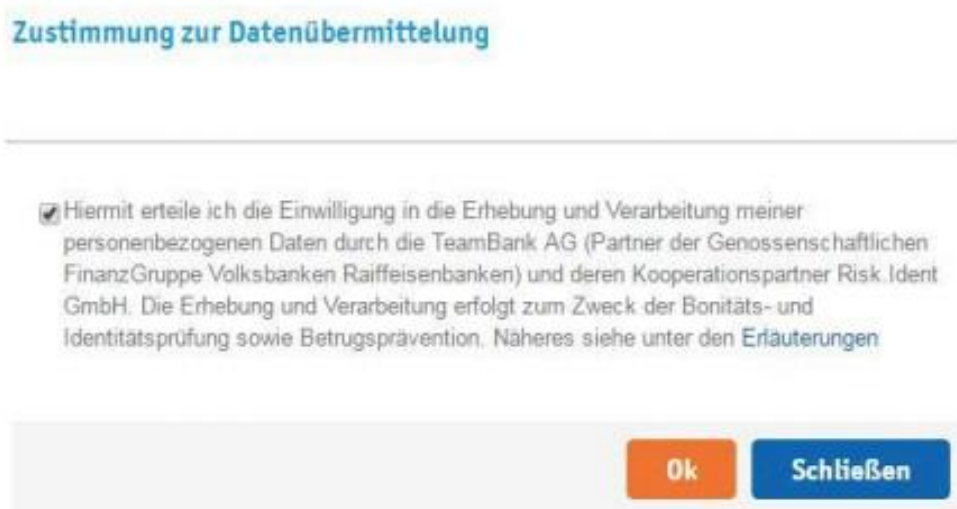 Zustimmung zur Datenübermittelung
Hiermit erteile ich die Einwilligung in die Erhebung und Verarbeitung meiner
personenbezogenen Daten durch die TeamBank AG (Partner der Genossenschaftlichen
FinanzGruppe Volksbanken Raiffeisenbanken) und deren Kooperationspartner Risk.Ident
GmbH. Die Erhebung und Verarbeitung erfolgt zum Zweck der Bonitäts- und
Identitätsprüfung sowie Betrugsprävention. Näheres siehe unter den Erläuterungen
Ok Schließen